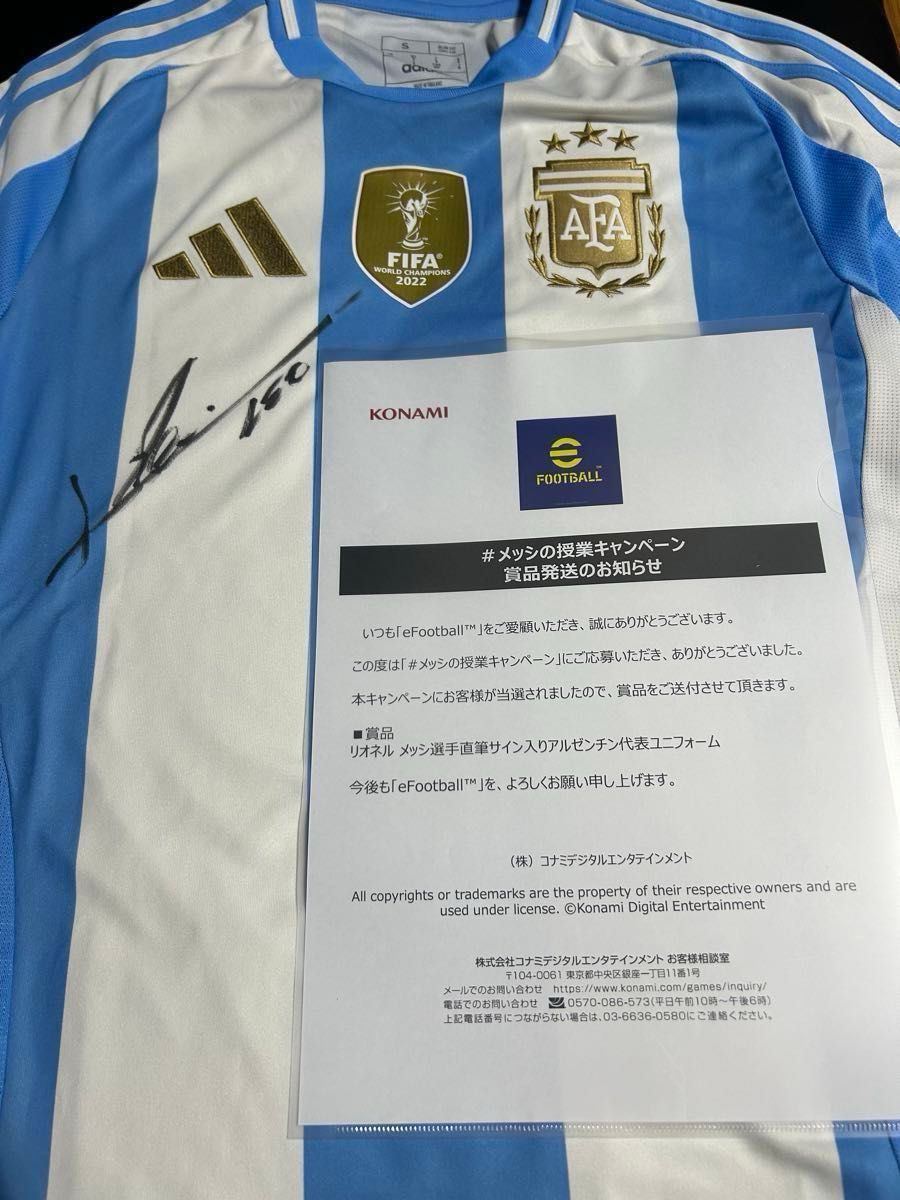 S
adidas
FIFA®
WORLD CHAMPIONS
2022
AFA
KONAMI
FOOTBALL™
#メッシの授業キャンペーン
賞品発送のお知らせ
いつも「eFootball™」をご愛顧いただき、誠にありがとうございます。
この度は「#メッシの授業キャンペーン」にご応募いただき、ありがとうございました。
本キャンペーンにお客様が当選されましたので、賞品をご送付させて頂きます。
■賞品
リオネル メッシ選手直筆サイン入りアルゼンチン代表ユニフォーム
今後も「eFootball™」を、よろしくお願い申し上げます。
(株) コナミデジタルエンタテインメント
All copyrights or trademarks are the property of their respective owners and are
used under license. ©Konami Digital Entertainment
株式会社コナミデジタルエンタテインメント お客様相談室
〒104-0061 東京都中央区銀座一丁目11番1号
メールでのお問い合わせ https://www.konami.com/games/inquiry/
電話でのお問い合わせ 0570-086-573(平日午前10時～午後6時)
上記電話番号につながらない場合は、03-6636-0580にご連絡ください。